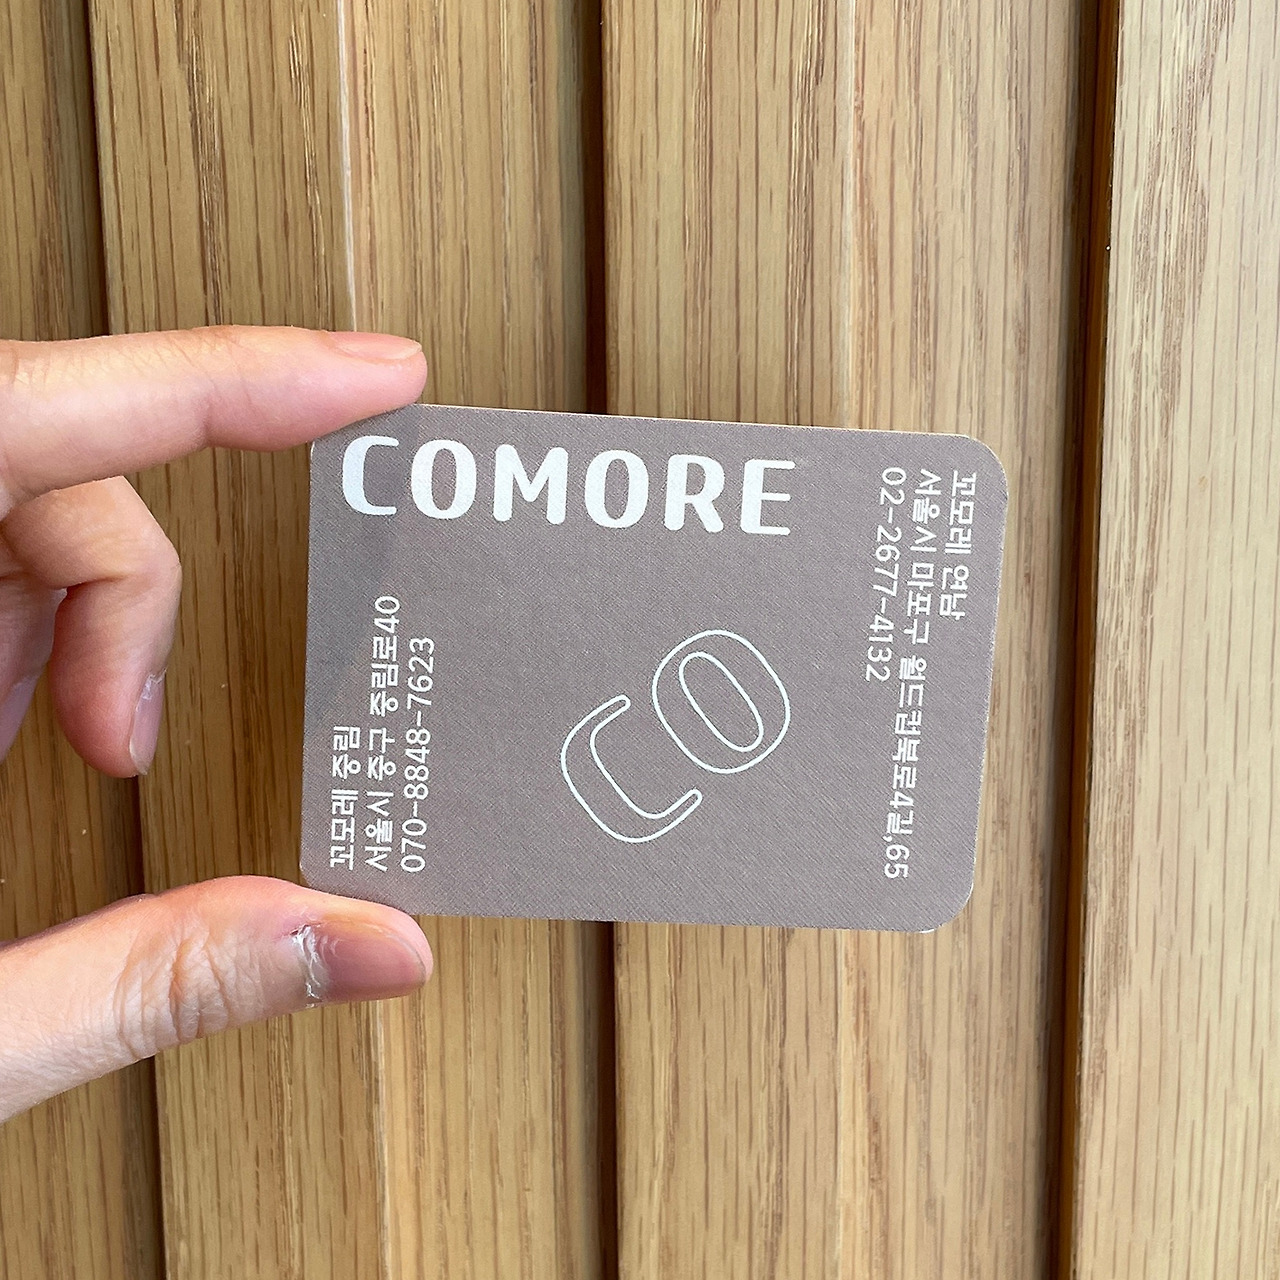 COMORE
꼬모레 중림
서울시 중구 중림로40
070-8848-7623
CO
꼬모레 연남
서울시 마포구 월드컵북로4길,65
02-2677-4132